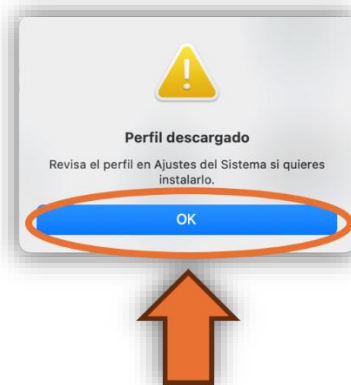 Perfil descargado
Revisa el perfil en Ajustes del Sistema si quieres
instalarlo.
OK